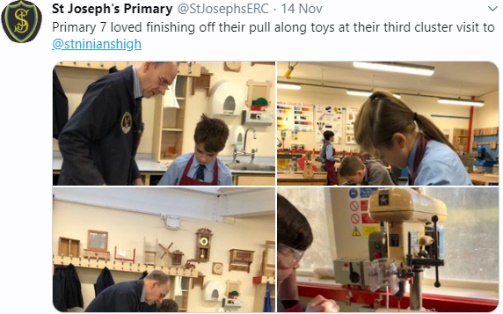 St Joseph's Primary @StJosephsERC · 14 Nov
Primary 7 loved finishing off their pull along toys at their third cluster visit to
@stninianshigh